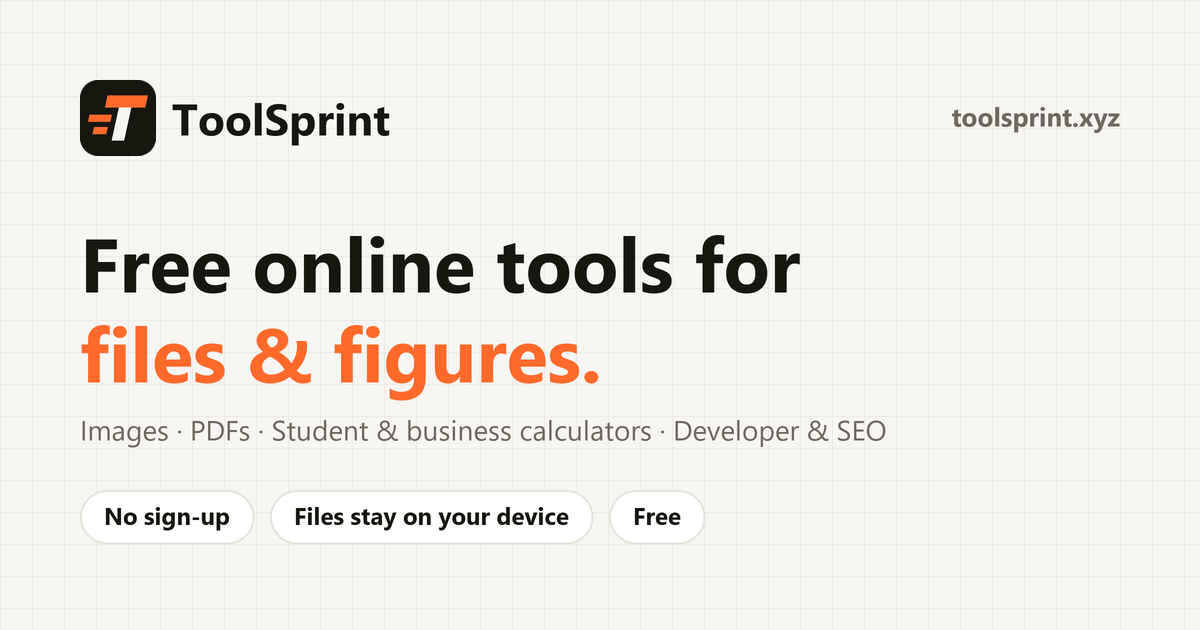 ToolSprint
toolsprint.xyz
Free online tools for
files & figures.
Images · PDFs · Student & business calculators · Developer & SEO
No sign-up
Files stay on your device
Free